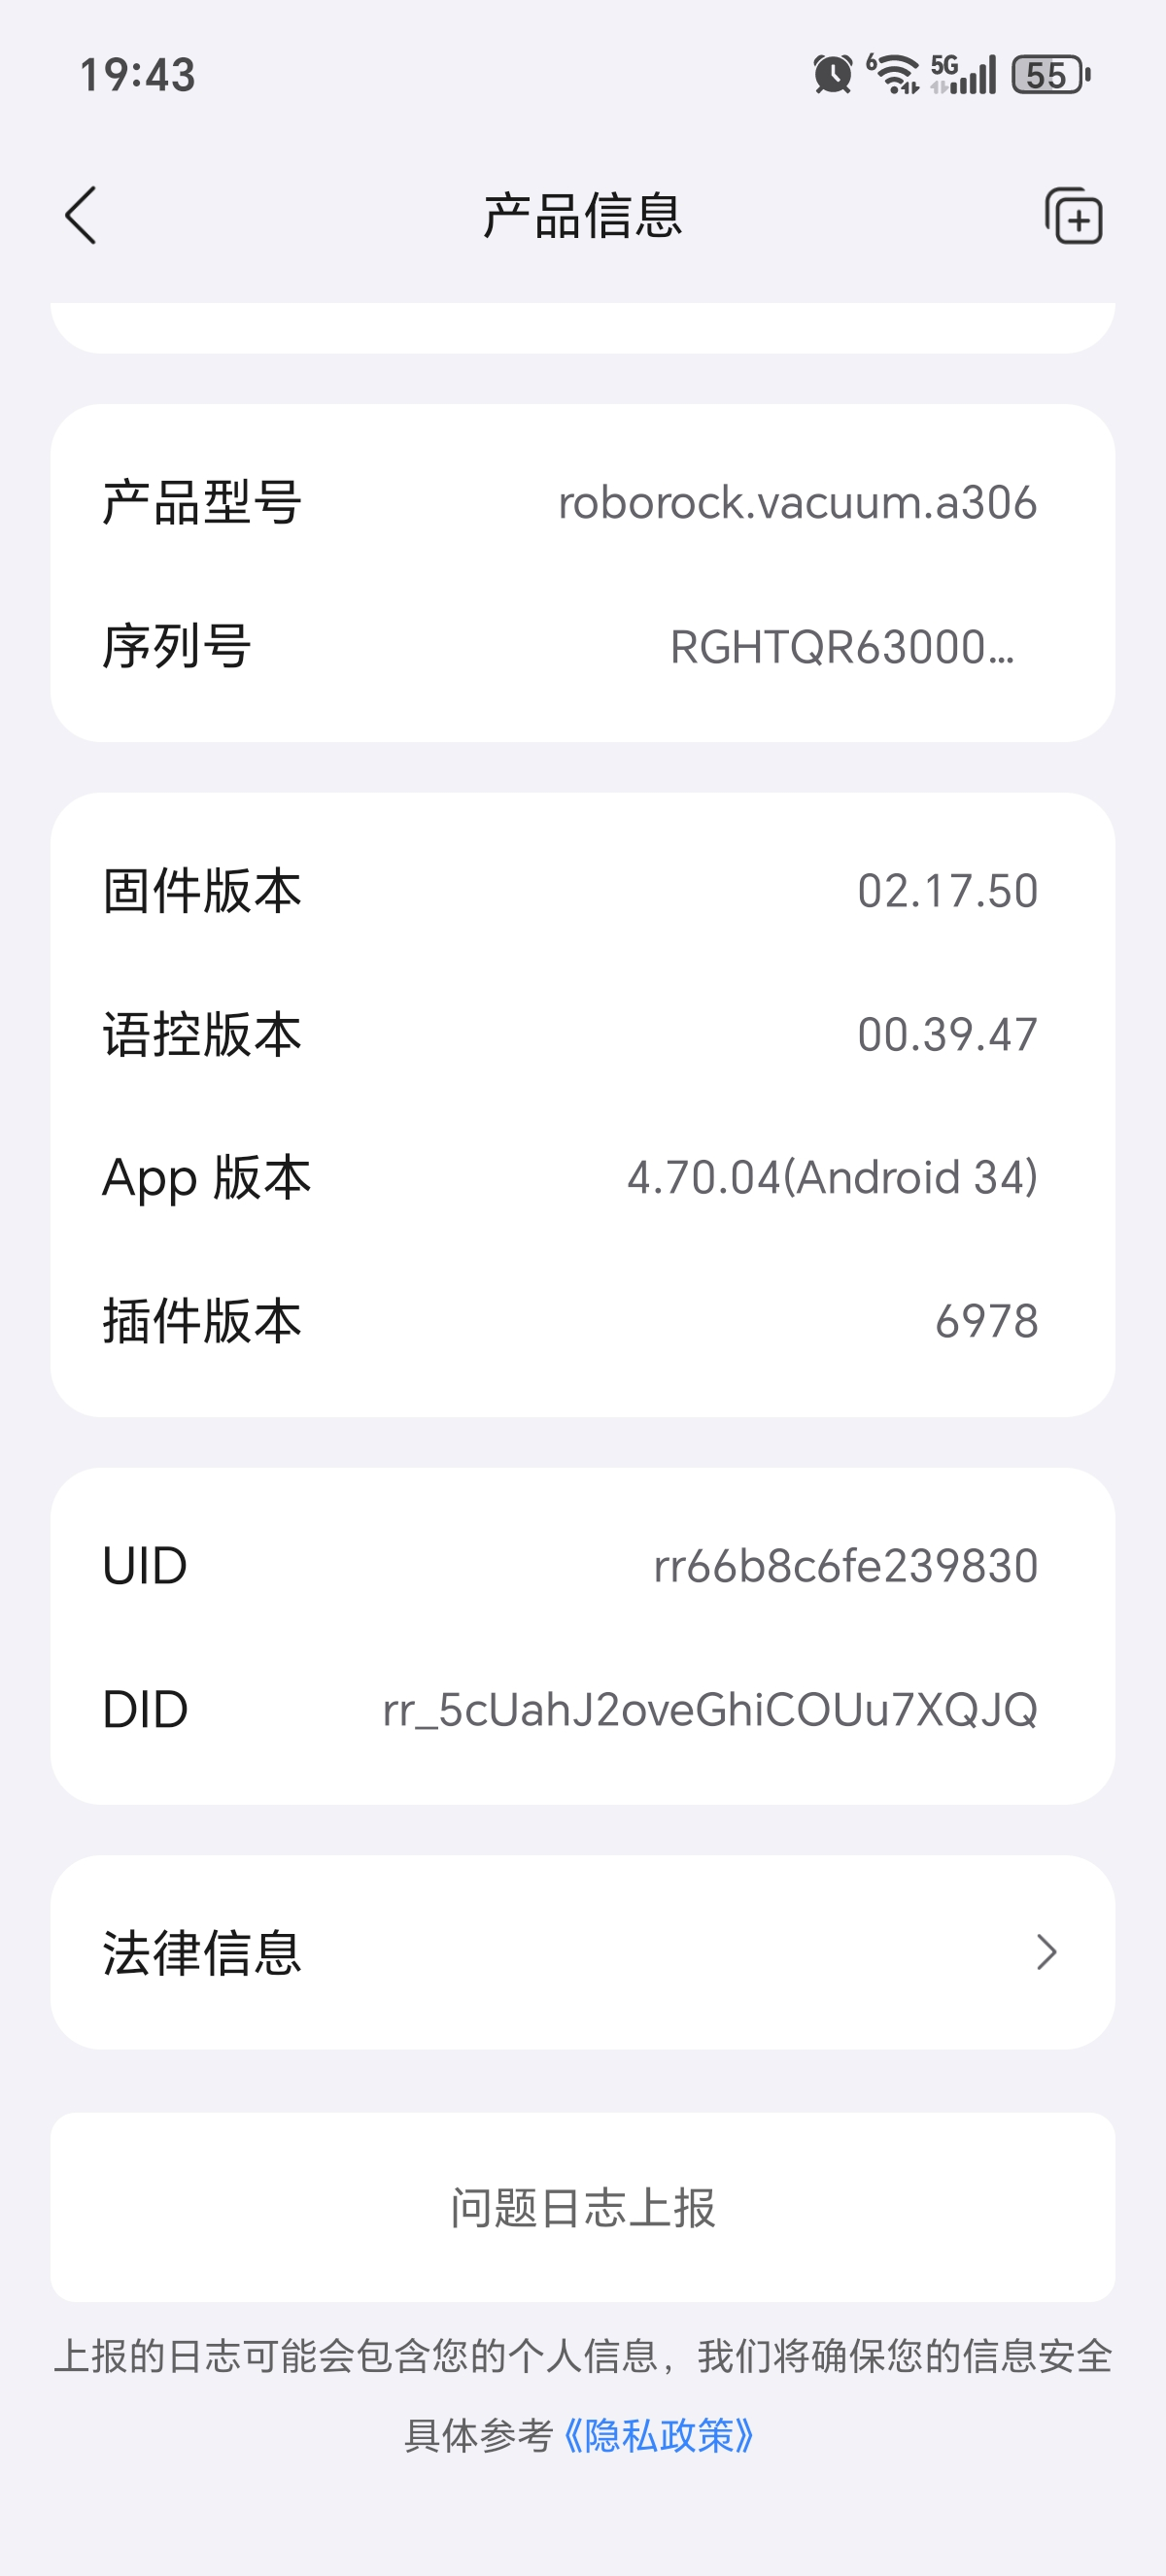 19:43
6
5G
55
产品信息
产品型号 roborock.vacuum.a306
序列号 RGHTQR63000...
固件版本 02.17.50
语控版本 00.39.47
App 版本 4.70.04(Android 34)
插件版本 6978
UID rr66b8c6fe239830
DID rr_5cUahJ2oveGhiCOUu7XQJQ
法律信息
问题日志上报
上报的日志可能会包含您的个人信息，我们将确保您的信息安全
具体参考《隐私政策》